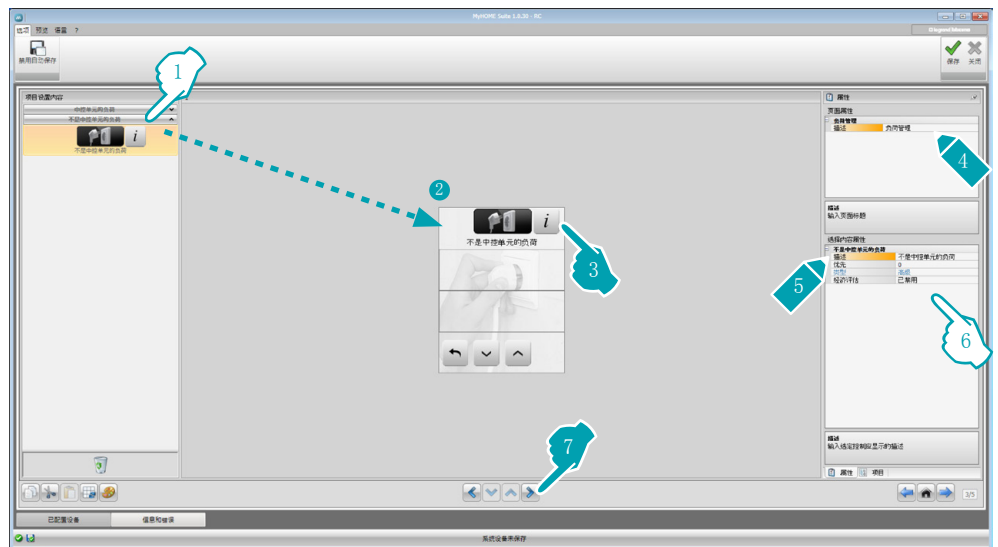 MyHOME Suite 1.0.30 - RC
选项 预览 语言 ?
禁用自动保存
保存 关闭
1
项目设置内容
中控单元的负荷
不是中控单元的负荷
i
不是中控单元的负荷
2
i
不是中控单元的负荷
3
属性
页面属性
负荷管理
描述 负荷管理
4
描述
输入页面标题
选择内容属性
不是中控单元的负荷
描述 不是中控单元的负荷
优先 0
类型 高级
经济评估 已禁用
5
6
描述
输入选定控制应显示的描述
属性 项目
7
3/5
已配置设备 信息和错误
系统设备未保存